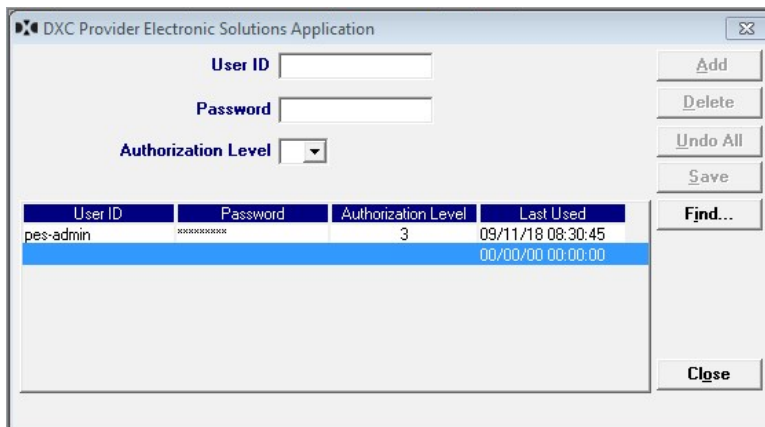 DXC Provider Electronic Solutions Application
User ID
Add
Password
Delete
Authorization Level
Undo All
Save
User ID Password Authorization Level Last Used
Find...
pes-admin ********* 3 09/11/18 08:30:45
00/00/00 00:00:00
Close